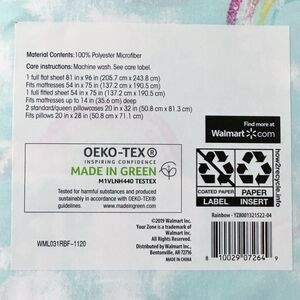 Material Contents:100% Polyester Microfiber
Care instructions: Machine wash. See care label.
1 full flat sheet 81 in x 96 in (205.7 cm x 243.8 cm)
Fits mattresses 54 in x 75 in (137.2 cm x 190.5 cm)
1 full fitted sheet 54 in x 75 in (137.2 cm x 190.5 cm)
Fits mattresses up to 14 in (35.6 cm) deep
2 standard/queen pillowcases 20 in x 32 in (50.8 cm x 81.3 cm)
Fits pillows 20 in x 28 in (50.8 cm x 71.1 cm)
Find more at
Walmart.com
OEKO-TEX®
INSPIRING CONFIDENCE
MADE IN GREEN
M1VLNH440 TESTEX
Tested for harmful substances and produced
sustainably in accordance with OEKO-TEX®
guidelines. www.madeingreen.com
COATED PAPER
LABEL
PAPER
INSERT
how2recycle.info
Rainbow - YZ8001321522-04
©2019 Walmart Inc.
Your Zone is a trademark of
Walmart Inc. All Rights Reserved.
Distributed by: Walmart Inc.,
Bentonville, AR 72716
MADE IN CHINA
WML031RBF-1120
8 10029 07264 9